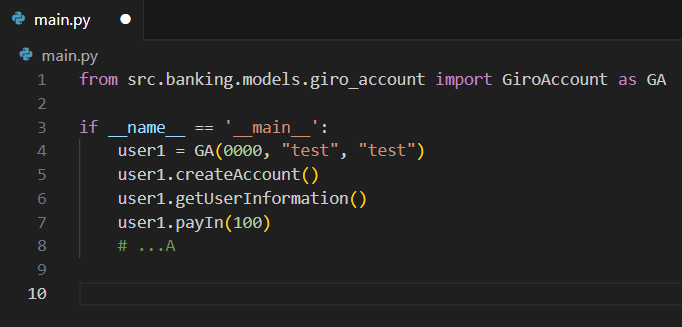 main.py
main.py
1 from src.banking.models.giro_account import GiroAccount as GA
2
3 if __name__ == '__main__':
4     user1 = GA(0000, "test", "test")
5     user1.createAccount()
6     user1.getUserInformation()
7     user1.payIn(100)
8     # ...A
9
10